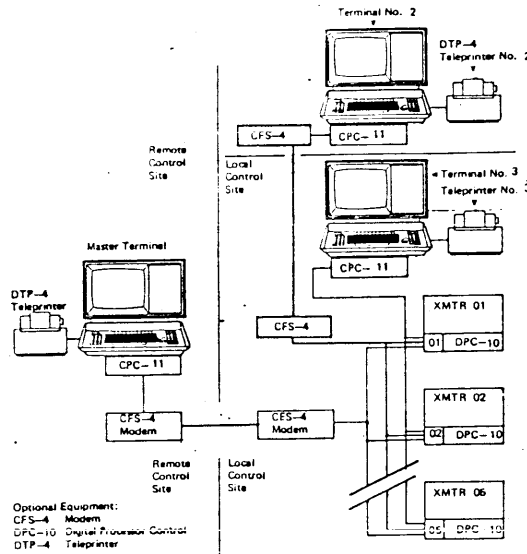 Terminal No. 2
DTP-4
Teleprinter No. 2
CFS-4
CPC- 11
Remote
Control
Site
Local
Control
Site
Terminal No. 3
Teleprinter No. 3
CPC- 11
Master Terminal
DTP-4
Teleprinter
CPC- 11
CFS-4
XMTR 01
01
DPC-10
CFS-4
Modem
CFS-4
Modem
XMTR 02
02
DPC-10
Remote
Control
Site
Local
Control
Site
XMTR
DPC-10
Optional Equipment:
CFS-4 Modem
DPC-10 Digital Processor Control
DTP-4 Teleprinter